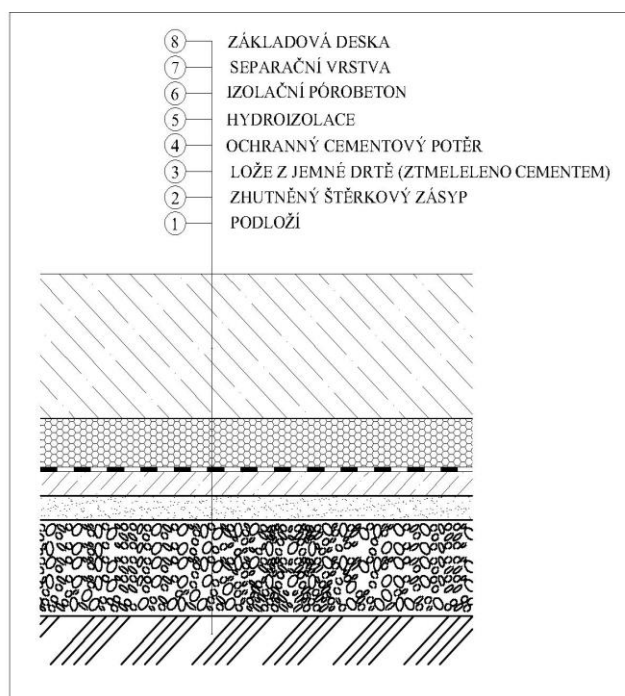 8 ZÁKLADOVÁ DESKA
7 SEPARAČNÍ VRSTVA
6 IZOLAČNÍ PÓROBETON
5 HYDROIZOLACE
4 OCHRANNÝ CEMENTOVÝ POTĚR
3 LOŽE Z JEMNÉ DRTĚ (ZTMELELENO CEMENTEM)
2 ZHUTNĚNÝ ŠTĚRKOVÝ ZÁSYP
1 PODLOŽÍ